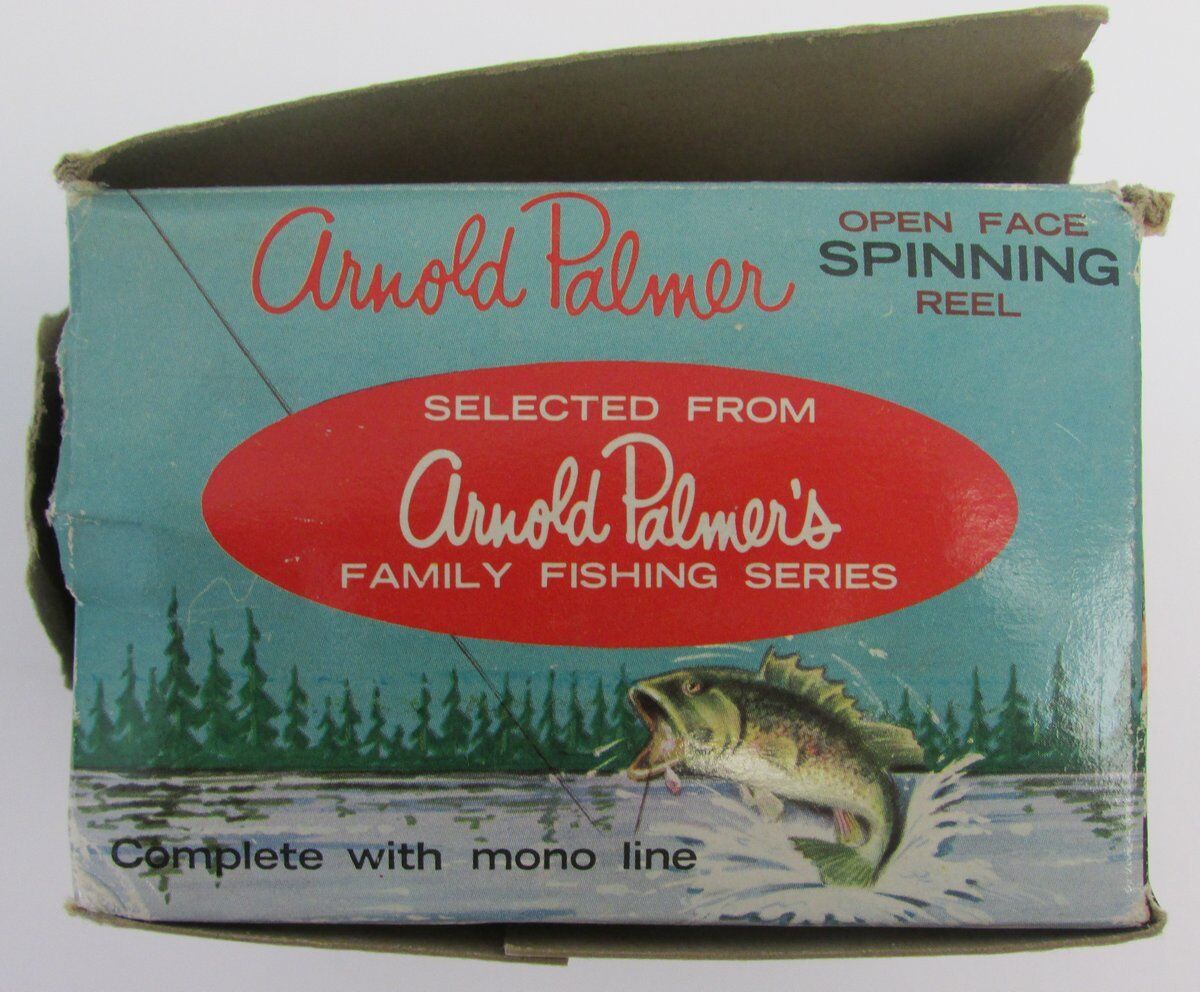 Arnold Palmer
OPEN FACE
SPINNING
REEL
SELECTED FROM
Arnold Palmer's
FAMILY FISHING SERIES
Complete with mono line